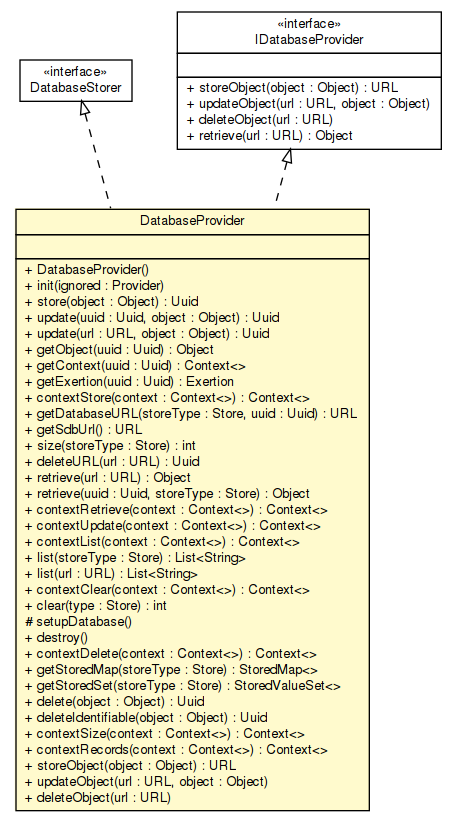 «interface»
DatabaseStorer
«interface»
IDatabaseProvider
+ storeObject(object : Object) : URL
+ updateObject(url : URL, object : Object)
+ deleteObject(url : URL)
+ retrieve(url : URL) : Object
DatabaseProvider
+ DatabaseProvider()
+ init(ignored : Provider)
+ store(object : Object) : Uuid
+ update(uuid : Uuid, object : Object) : Uuid
+ update(url : URL, object : Object) : Uuid
+ getObject(uuid : Uuid) : Object
+ getContext(uuid : Uuid) : Context<>
+ getExertion(uuid : Uuid) : Exertion
+ contextStore(context : Context<>) : Context<>
+ getDatabaseURL(storeType : Store, uuid : Uuid) : URL
+ getSdbUrl() : URL
+ size(storeType : Store) : int
+ deleteURL(url : URL) : Uuid
+ retrieve(url : URL) : Object
+ retrieve(uuid : Uuid, storeType : Store) : Object
+ contextRetrieve(context : Context<>) : Context<>
+ contextUpdate(context : Context<>) : Context<>
+ contextList(context : Context<>) : Context<>
+ list(storeType : Store) : List<String>
+ list(url : URL) : List<String>
+ contextClear(context : Context<>) : Context<>
+ clear(type : Store) : int
# setupDatabase()
+ destroy()
+ contextDelete(context : Context<>) : Context<>
+ getStoredMap(storeType : Store) : StoredMap<>
+ getStoredSet(storeType : Store) : StoredValueSet<>
+ delete(object : Object) : Uuid
+ deleteIdentifiable(object : Object) : Uuid
+ contextSize(context : Context<>) : Context<>
+ contextRecords(context : Context<>) : Context<>
+ storeObject(object : Object) : URL
+ updateObject(url : URL, object : Object)
+ deleteObject(url : URL)